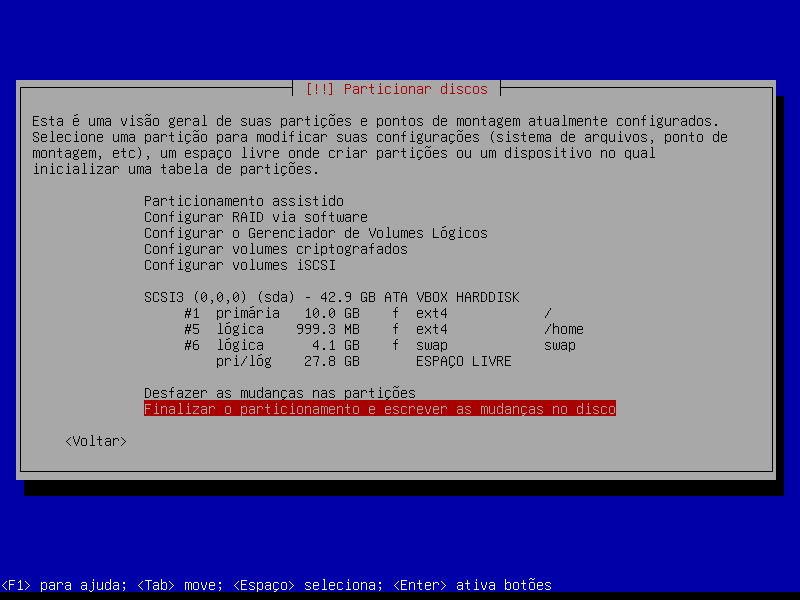 [!!] Particionar discos
Esta é uma visão geral de suas partições e pontos de montagem atualmente configurados.
Selecione uma partição para modificar suas configurações (sistema de arquivos, ponto de
montagem, etc), um espaço livre onde criar partições ou um dispositivo no qual
inicializar uma tabela de partições.
Particionamento assistido
Configurar RAID via software
Configurar o Gerenciador de Volumes Lógicos
Configurar volumes criptografados
Configurar volumes iSCSI
SCSI3 (0,0,0) (sda) - 42.9 GB ATA VBOX HARDDISK
#1 primária 10.0 GB f ext4 /
#5 lógica 999.3 MB f ext4 /home
#6 lógica 4.1 GB f swap swap
pri/lóg 27.8 GB ESPAÇO LIVRE
Desfazer as mudanças nas partições
Finalizar o particionamento e escrever as mudanças no disco
<Voltar>
<F1> para ajuda; <Tab> move; <Espaço> seleciona; <Enter> ativa botões